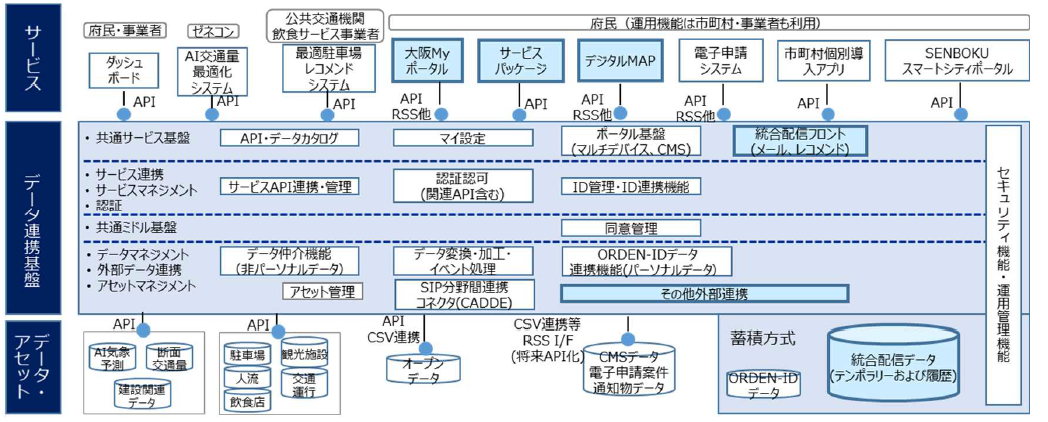 サービス
府民・事業者
ゼネコン
公共交通機関
飲食サービス事業者
府民（運用機能は市町村・事業者も利用）
ダッシュ
ボード
AI交通量
最適化
システム
最適駐車場
レコメンド
システム
大阪My
ポータル
サービス
パッケージ
デジタルMAP
電子申請
システム
市町村個別導
入アプリ
SENBOKU
スマートシティポータル
API
API
API
API
RSS他
API
API
RSS他
API
RSS他
API
API
データ連携基盤
・共通サービス基盤
API・データカタログ
マイ設定
ポータル基盤
(マルチデバイス、CMS)
統合配信フロント
(メール、レコメンド)
・サービス連携
・サービスマネジメント
・認証
サービスAPI連携・管理
認証認可
(関連API含む)
ID管理・ID連携機能
・共通ミドル基盤
同意管理
・データマネジメント
・外部データ連携
・アセットマネジメント
データ仲介機能
(非パーソナルデータ)
データ変換・加工・
イベント処理
ORDEN-IDデータ
連携機能(パーソナルデータ)
アセット管理
SIP分野間連携
コネクタ(CADDE)
その他外部連携
セキュリティ機能・運用管理機能
データ・
アセット
API
API
API
CSV連携
CSV連携等
RSS I/F
(将来API化)
AI気象
予測
断面
交通量
建設関連
データ
駐車場
観光施設
人流
交通
運行
飲食店
オープン
データ
CMSデータ
電子申請案件
通知物データ
蓄積方式
ORDEN-ID
データ
統合配信データ
(テンポラリーおよび履歴)